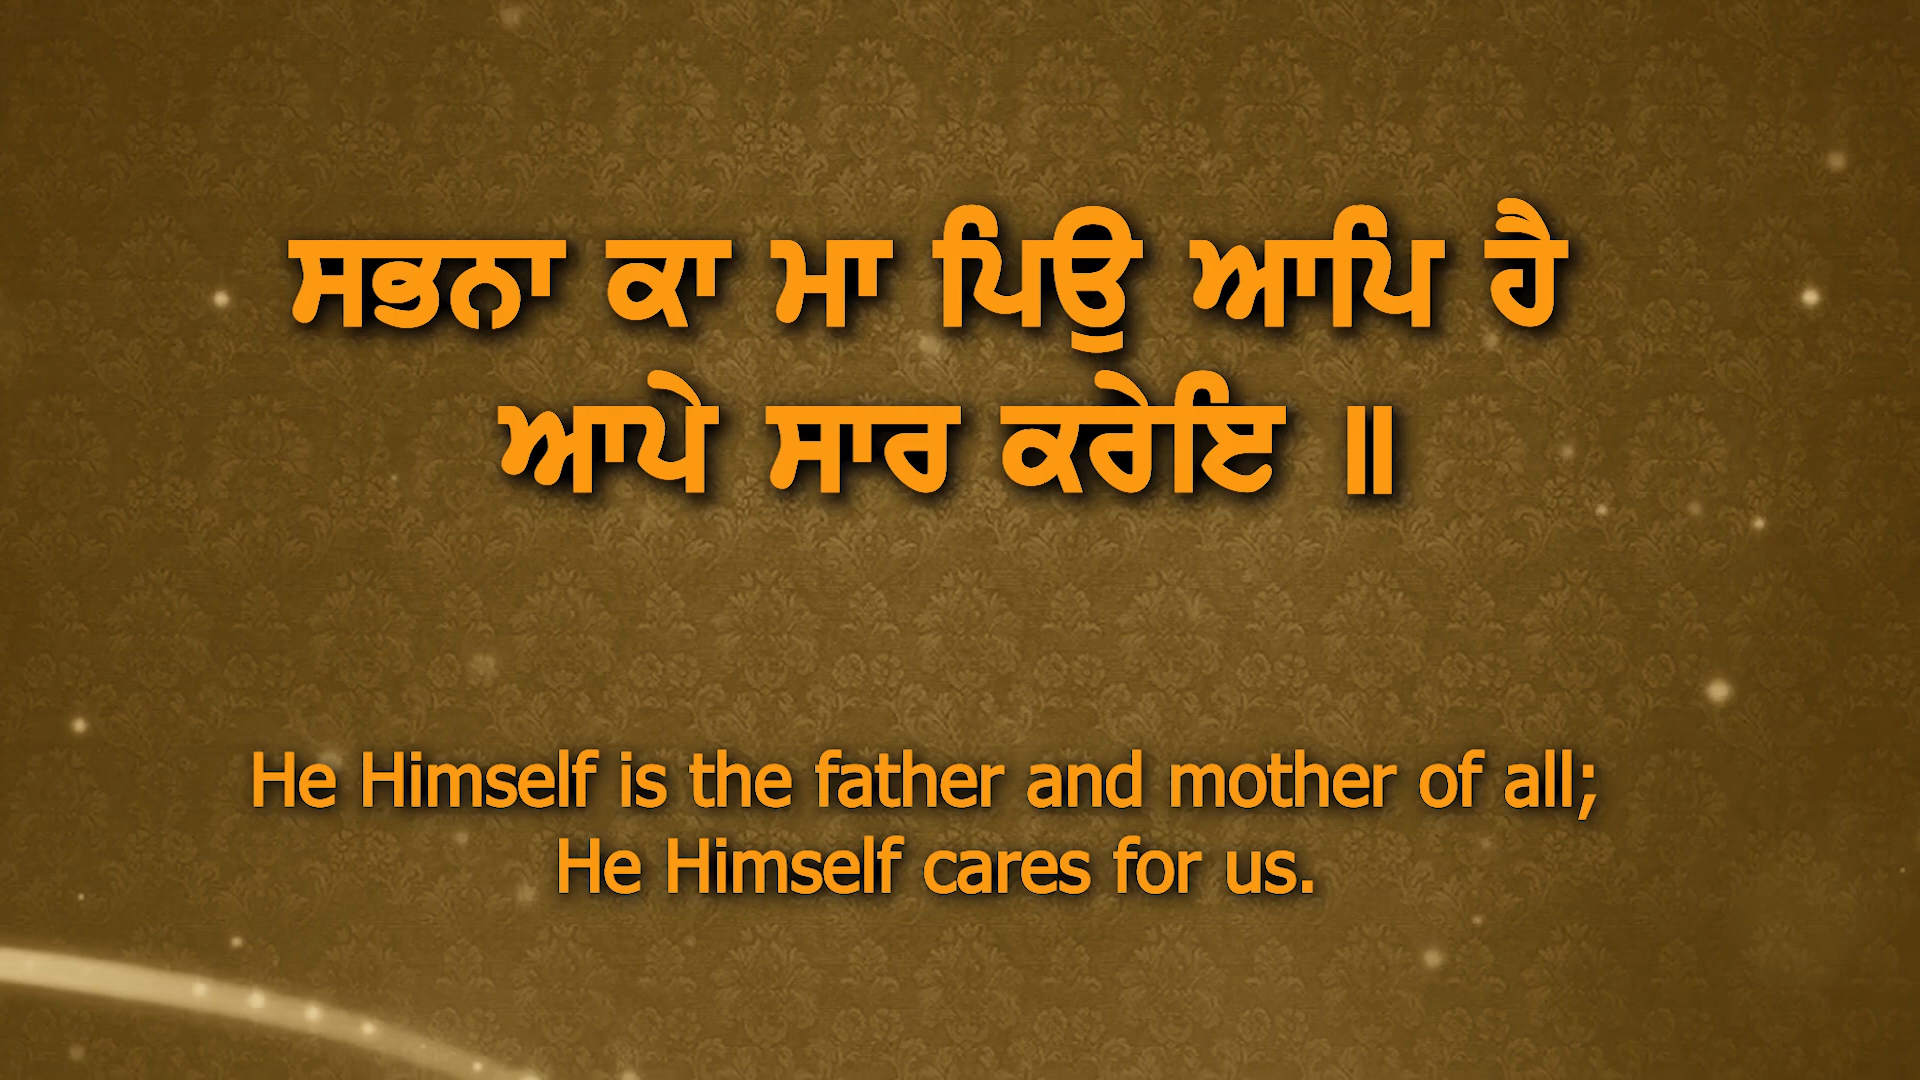 ਸਭਨਾ ਕਾ ਮਾ ਪਿਉ ਆਪਿ ਹੈ
ਆਪੇ ਸਾਰ ਕਰੇਇ ॥
He Himself is the father and mother of all;
He Himself cares for us.